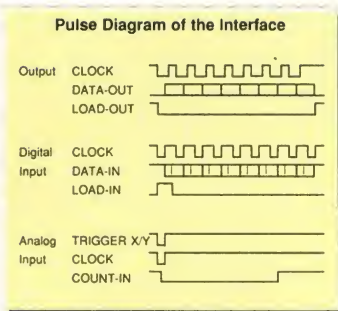 Pulse Diagram of the Interface
Output CLOCK
DATA-OUT
LOAD-OUT
Digital CLOCK
Input DATA-IN
LOAD-IN
Analog TRIGGER X/Y
Input CLOCK
COUNT-IN